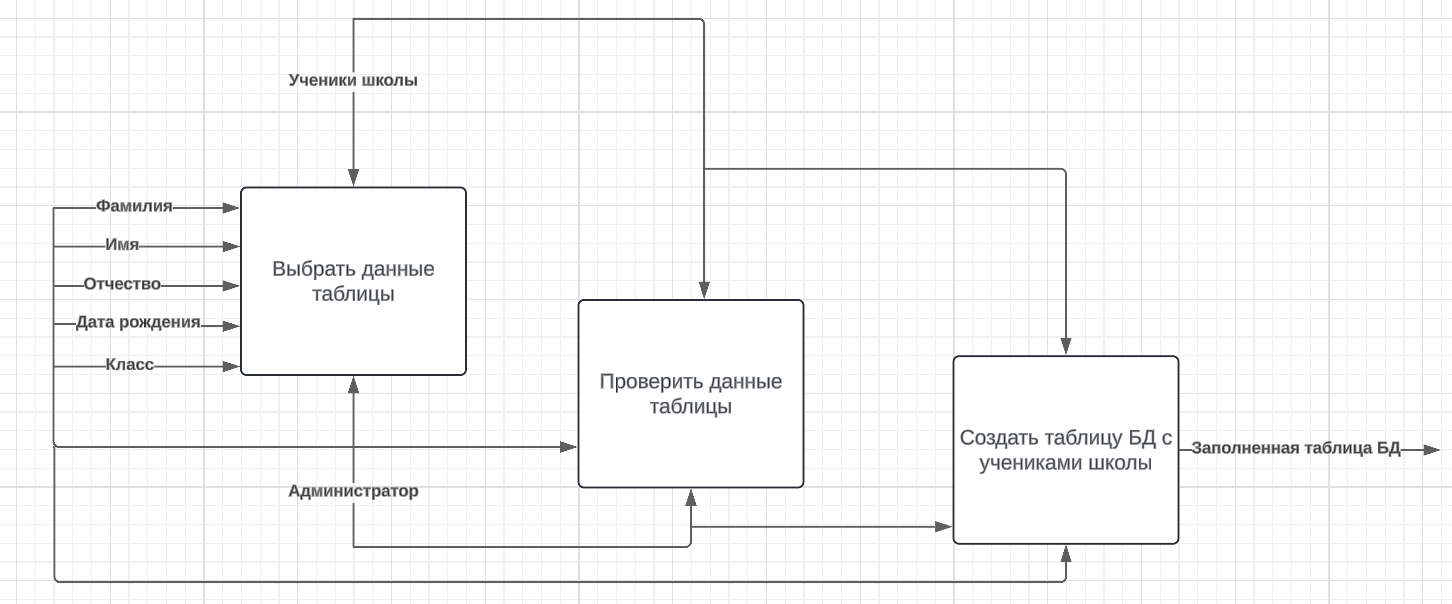 Ученики школы
Фамилия
Имя
Отчество
Дата рождения
Класс
Выбрать данные
таблицы
Проверить данные
таблицы
Создать таблицу БД с
учениками школы
Заполненная таблица БД
Администратор